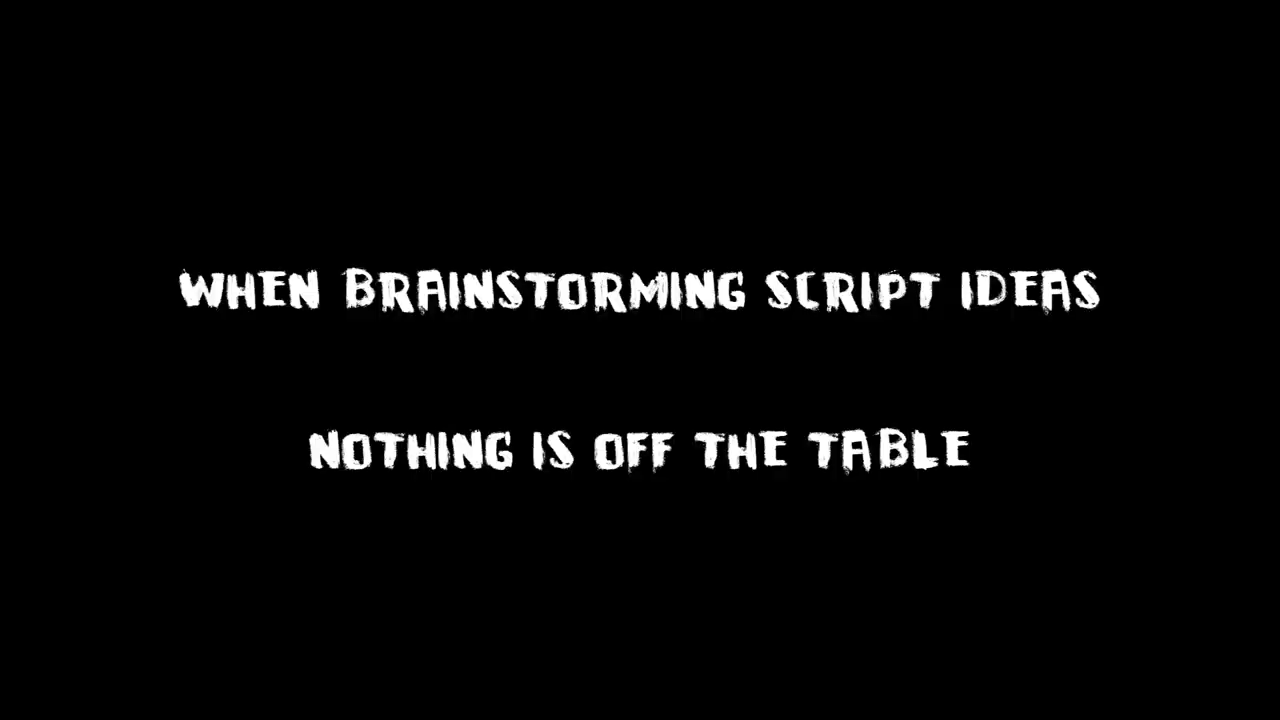 WHEN BRAINSTORMING SCRIPT IDEAS
NOTHING IS OFF THE TABLE